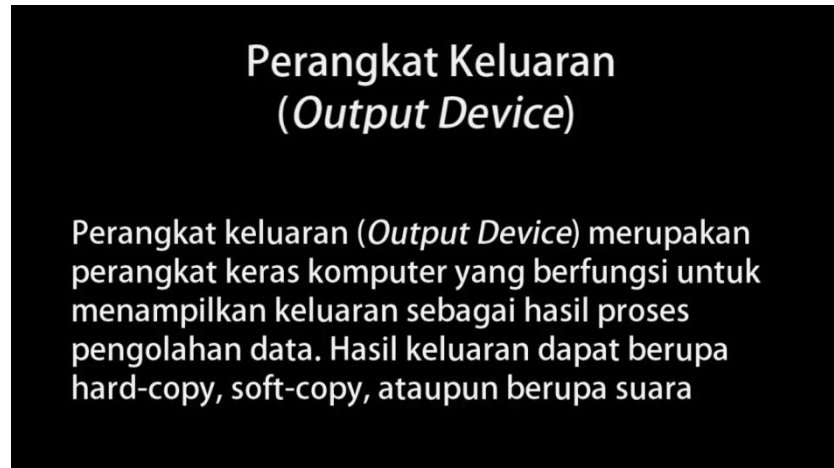 Perangkat Keluaran
(Output Device)
Perangkat keluaran (Output Device) merupakan
perangkat keras komputer yang berfungsi untuk
menampilkan keluaran sebagai hasil proses
pengolahan data. Hasil keluaran dapat berupa
hard-copy, soft-copy, ataupun berupa suara